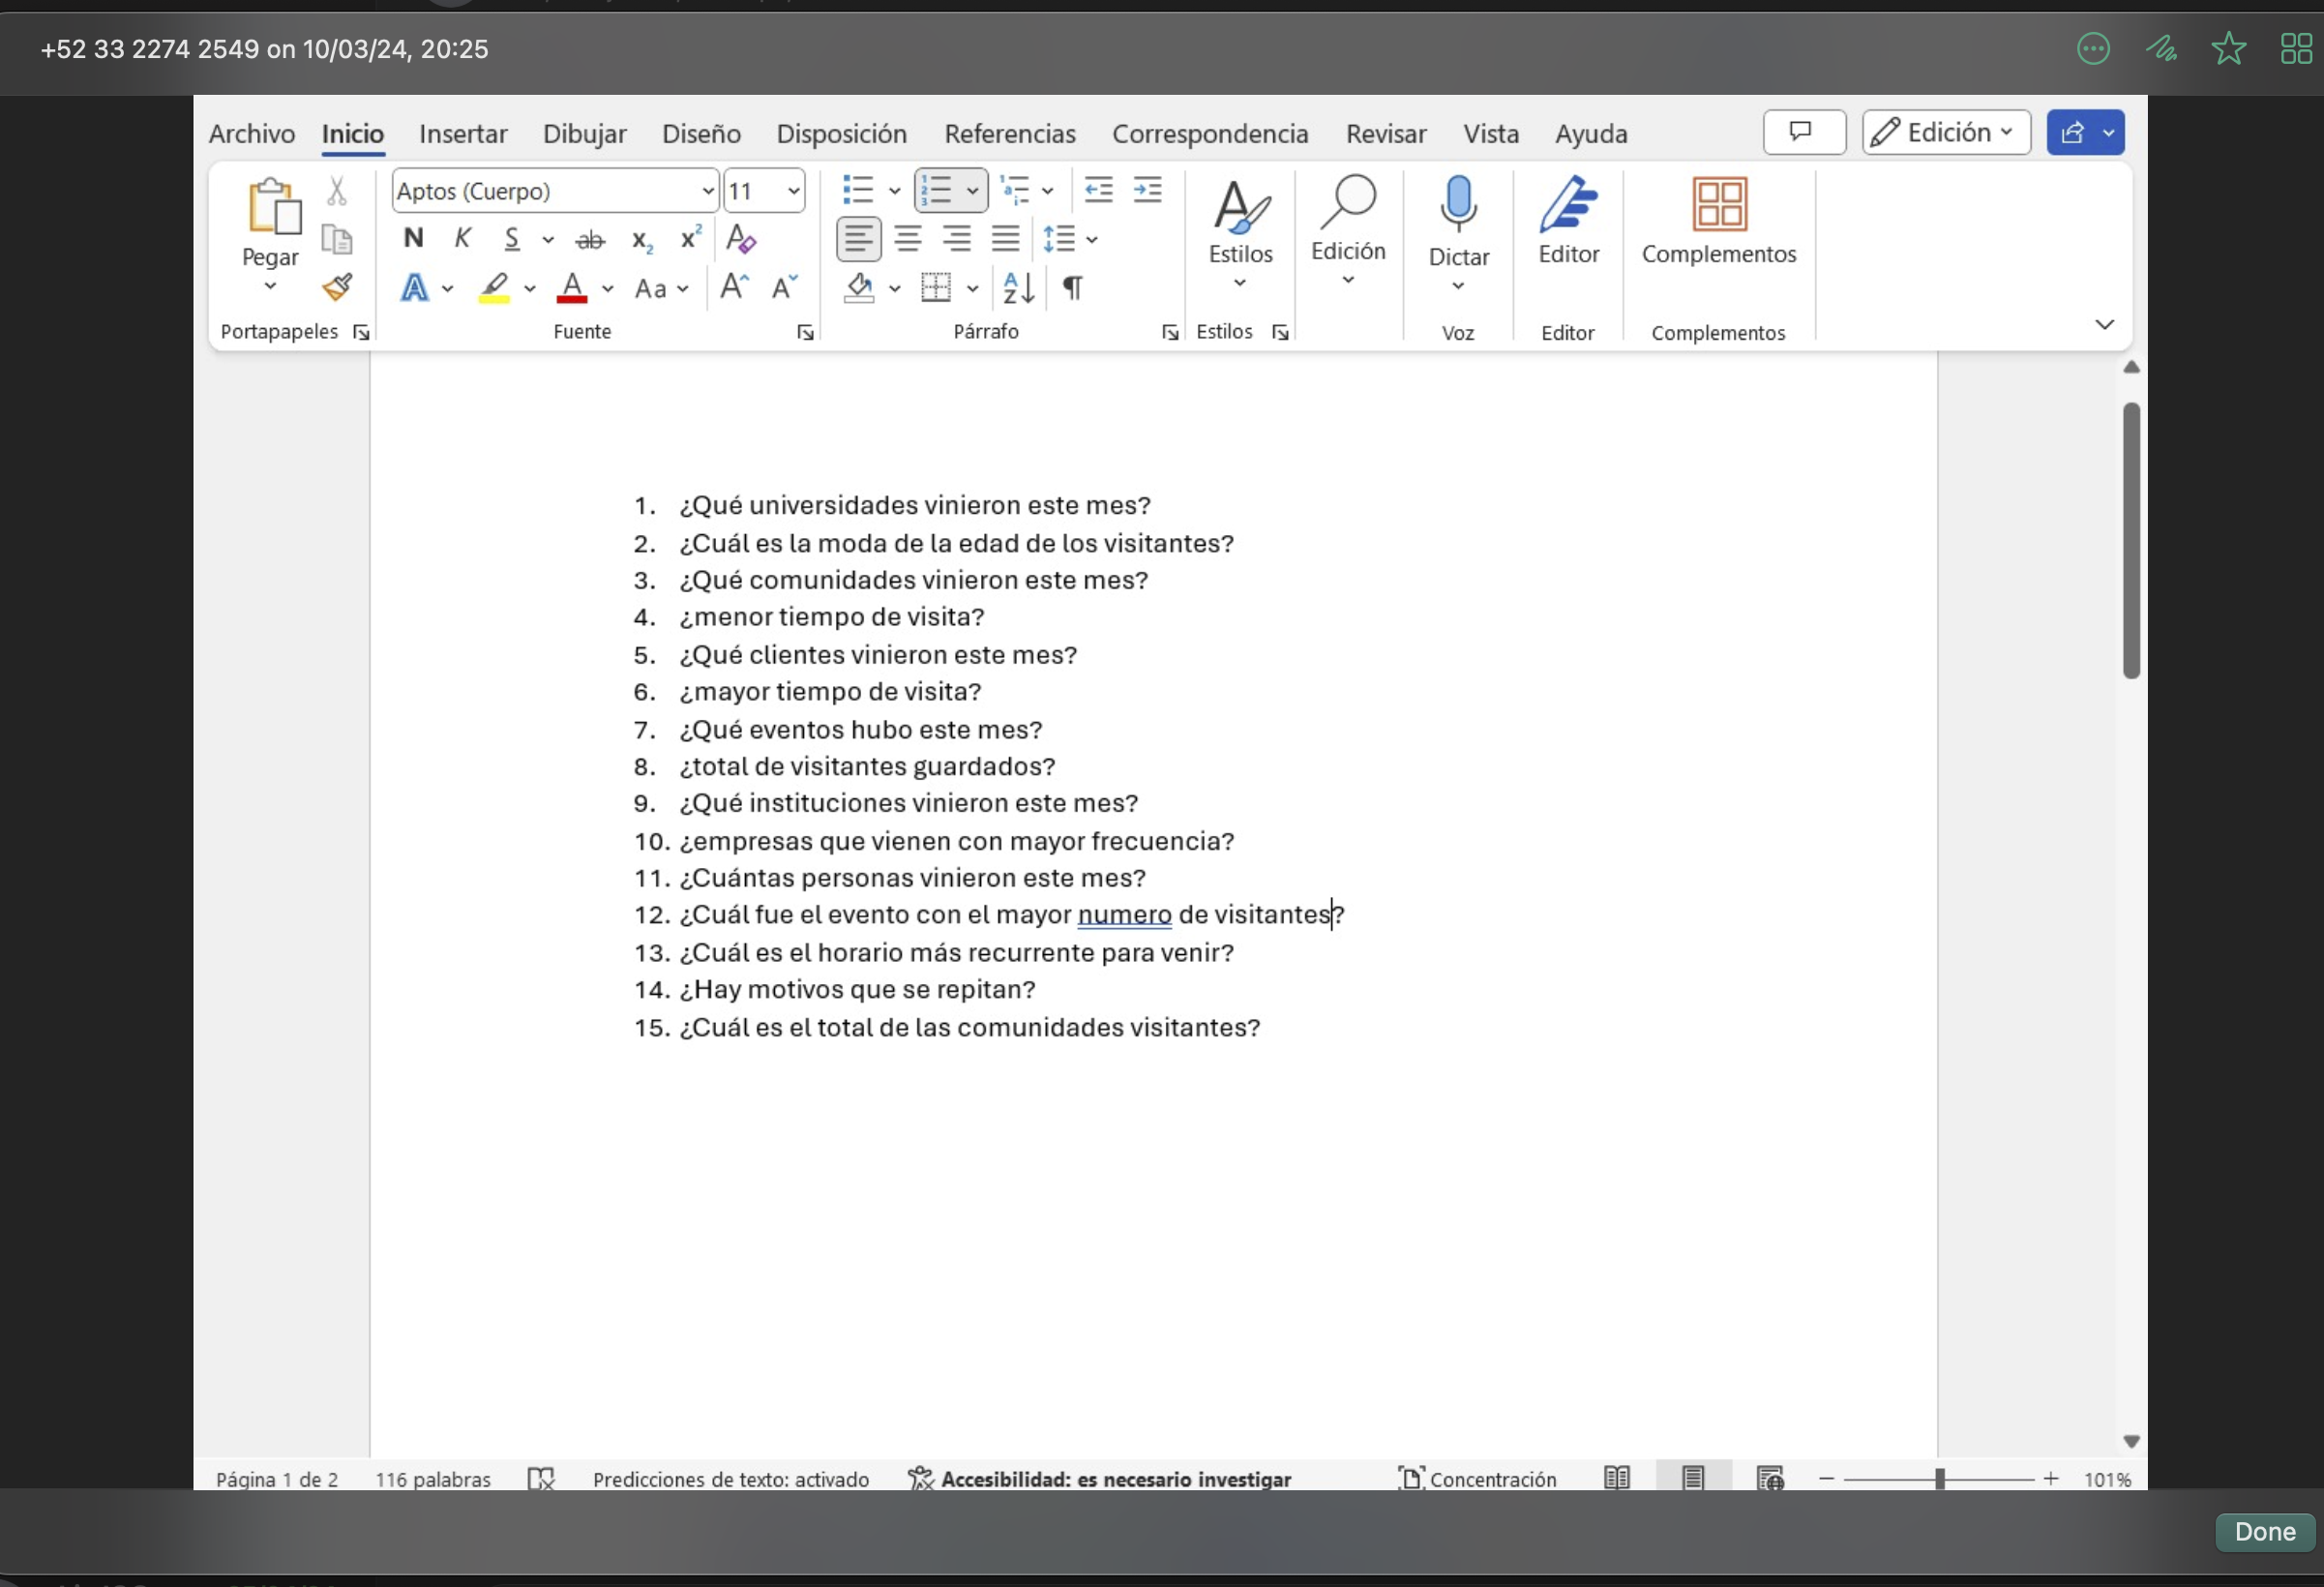 +52 33 2274 2549 on 10/03/24, 20:25
Archivo Inicio Insertar Dibujar Diseño Disposición Referencias Correspondencia Revisar Vista Ayuda Edición
Aptos (Cuerpo) 11
Pegar N K S ab x₂ x² A
A A Aa A A
Estilos Edición Dictar Editor Complementos
Portapapeles Fuente Párrafo Estilos Voz Editor Complementos
1. ¿Qué universidades vinieron este mes?
2. ¿Cuál es la moda de la edad de los visitantes?
3. ¿Qué comunidades vinieron este mes?
4. ¿menor tiempo de visita?
5. ¿Qué clientes vinieron este mes?
6. ¿mayor tiempo de visita?
7. ¿Qué eventos hubo este mes?
8. ¿total de visitantes guardados?
9. ¿Qué instituciones vinieron este mes?
10. ¿empresas que vienen con mayor frecuencia?
11. ¿Cuántas personas vinieron este mes?
12. ¿Cuál fue el evento con el mayor numero de visitantes?
13. ¿Cuál es el horario más recurrente para venir?
14. ¿Hay motivos que se repitan?
15. ¿Cuál es el total de las comunidades visitantes?
Página 1 de 2 116 palabras Predicciones de texto: activado Accesibilidad: es necesario investigar Concentración 101%
Done